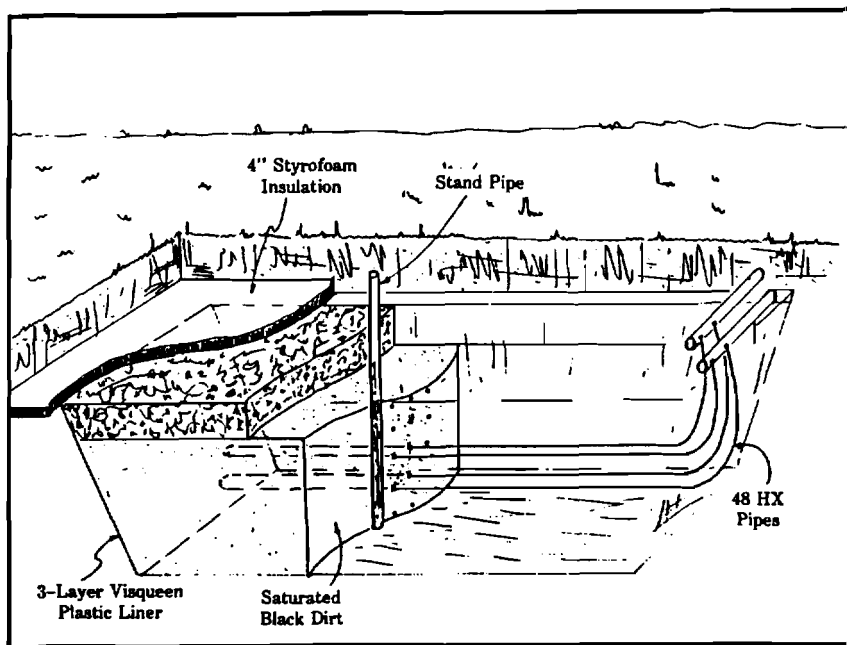 4" Styrofoam
Insulation
Stand Pipe
48 HX
Pipes
3-Layer Visqueen
Plastic Liner
Saturated
Black Dirt